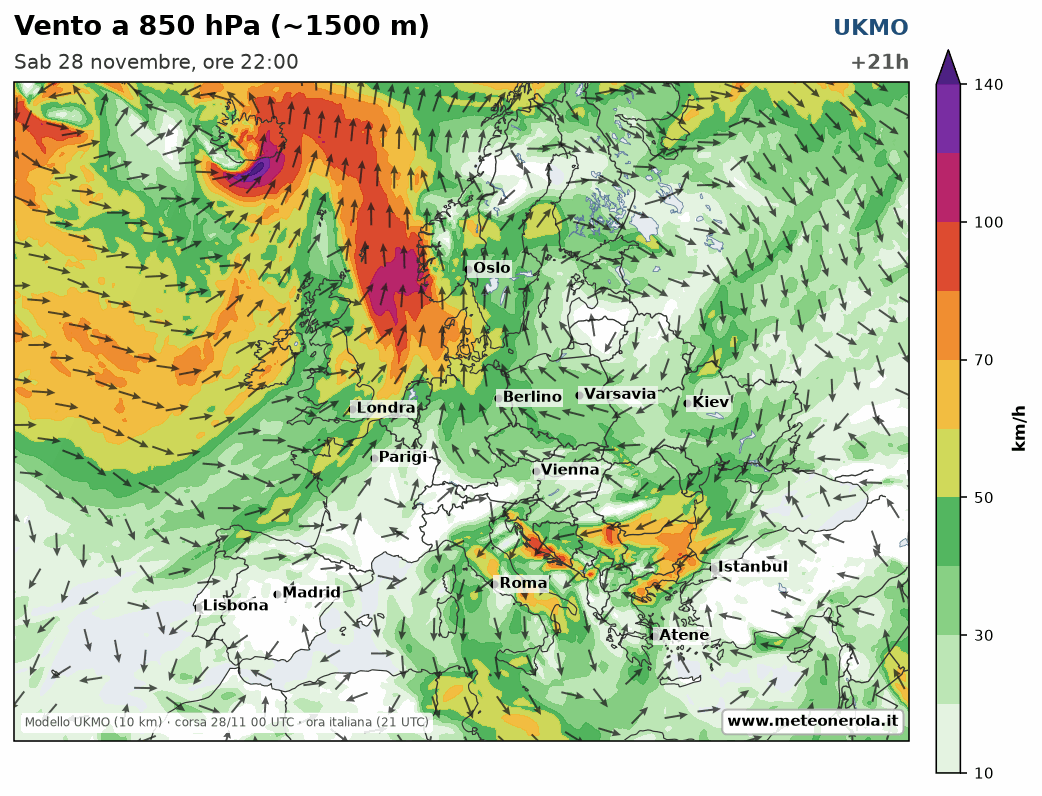 Vento a 850 hPa (~1500 m)
UKMO
Sab 28 novembre, ore 22:00
+21h
140
100
70
50
30
10
km/h
Oslo
Berlino
Varsavia
Kiev
Londra
Parigi
Vienna
Istanbul
Roma
Madrid
Lisbona
Atene
Modello UKMO (10 km) · corsa 28/11 00 UTC · ora italiana (21 UTC)
www.meteonerola.it